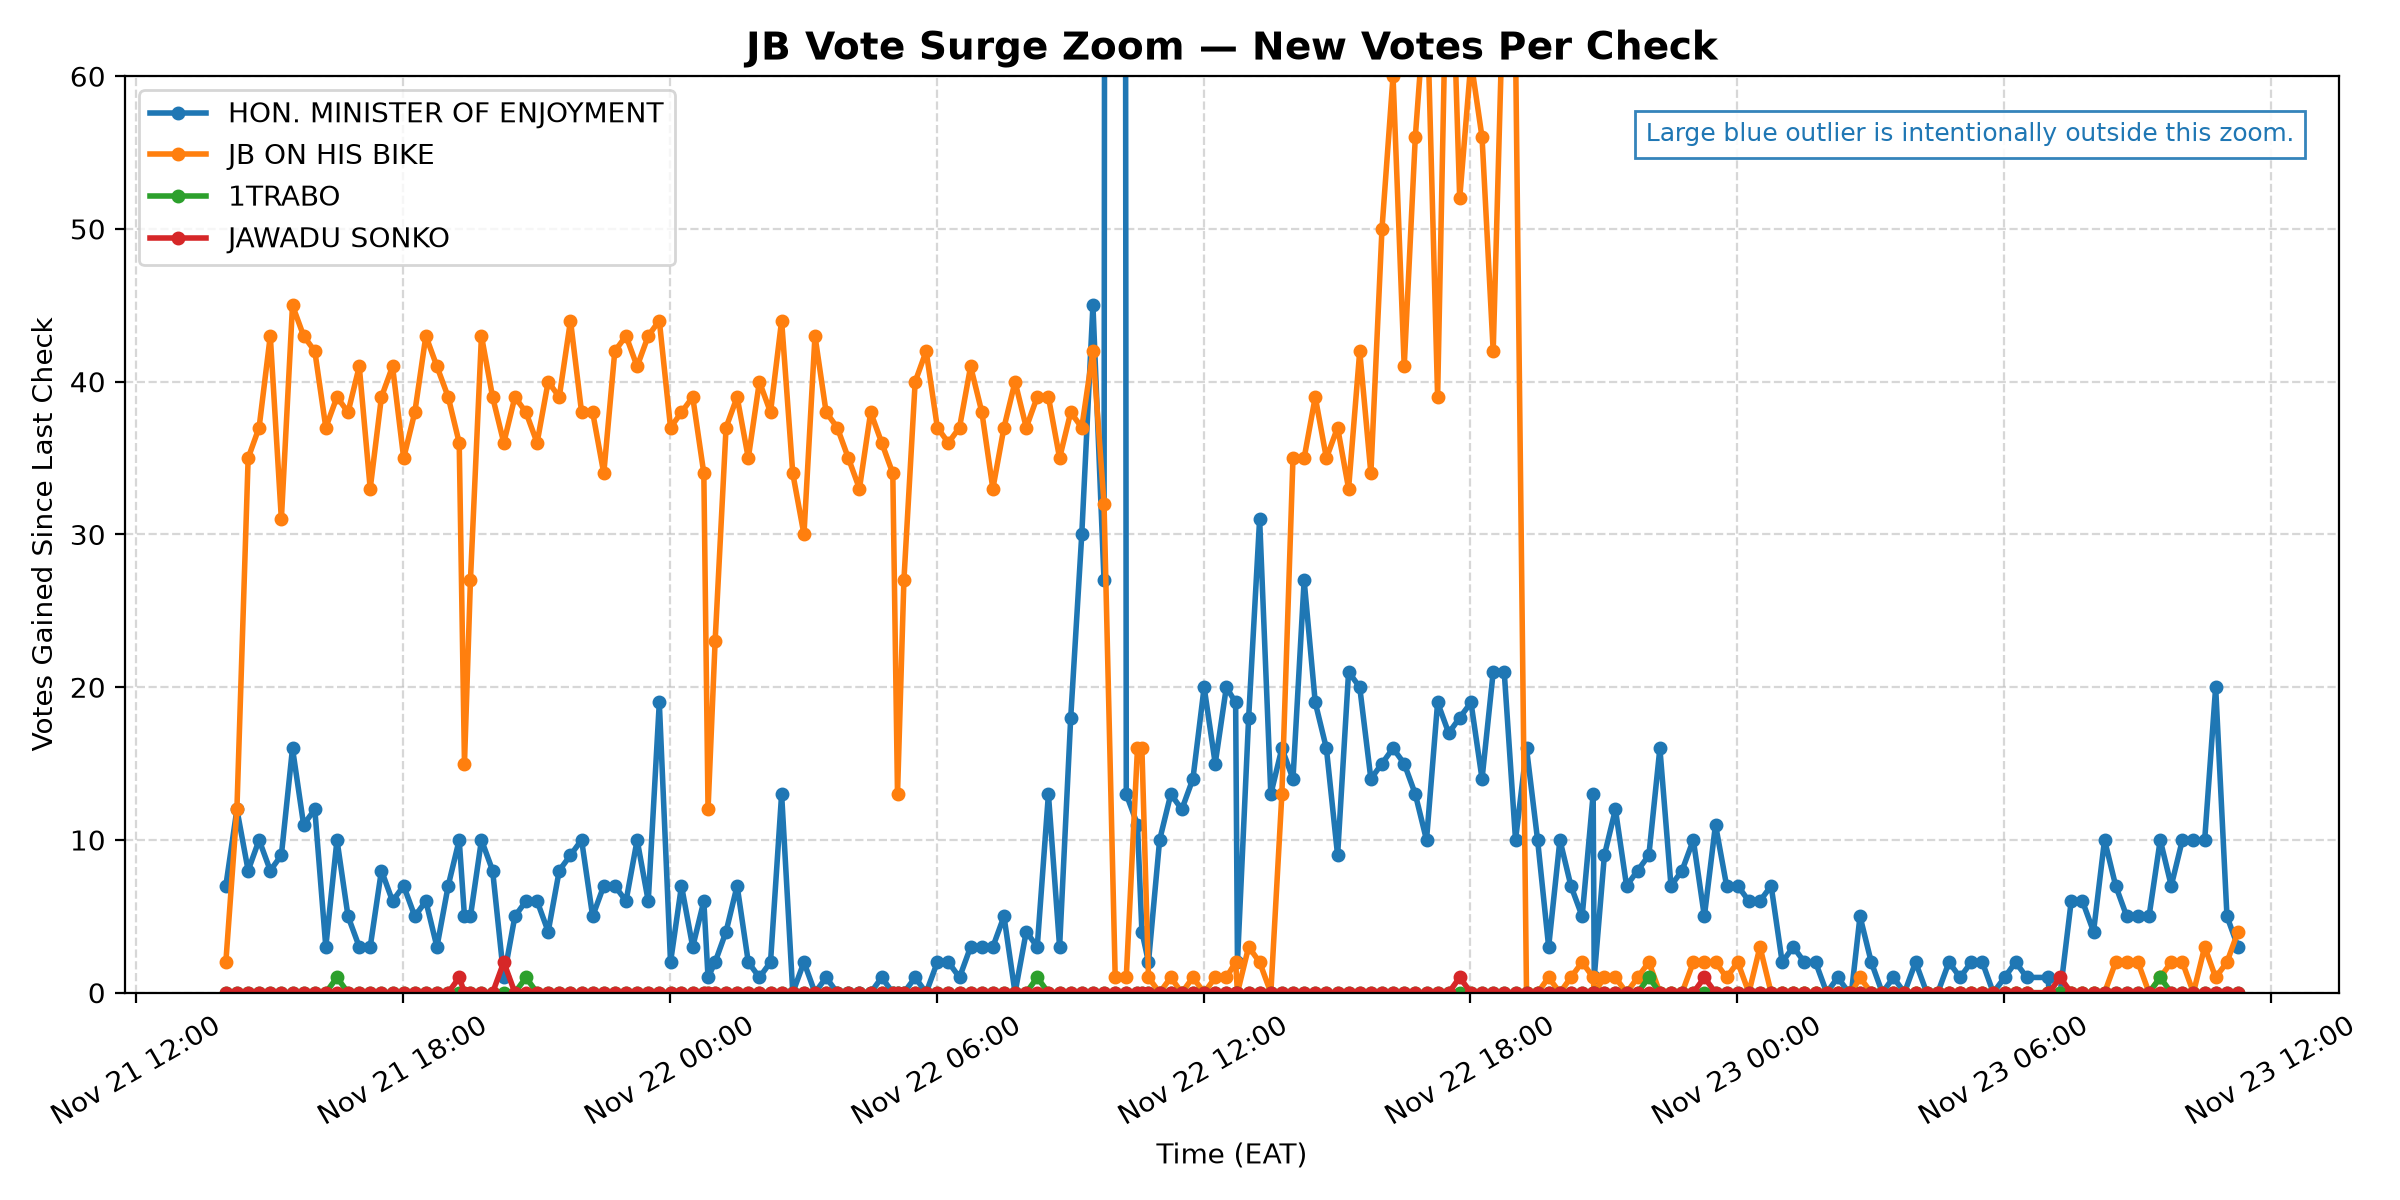 JB Vote Surge Zoom — New Votes Per Check
HON. MINISTER OF ENJOYMENT
JB ON HIS BIKE
1TRABO
JAWADU SONKO
Large blue outlier is intentionally outside this zoom.
Votes Gained Since Last Check
60
50
40
30
20
10
0
Nov 21 12:00
Nov 21 18:00
Nov 22 00:00
Nov 22 06:00
Nov 22 12:00
Nov 22 18:00
Nov 23 00:00
Nov 23 06:00
Nov 23 12:00
Time (EAT)